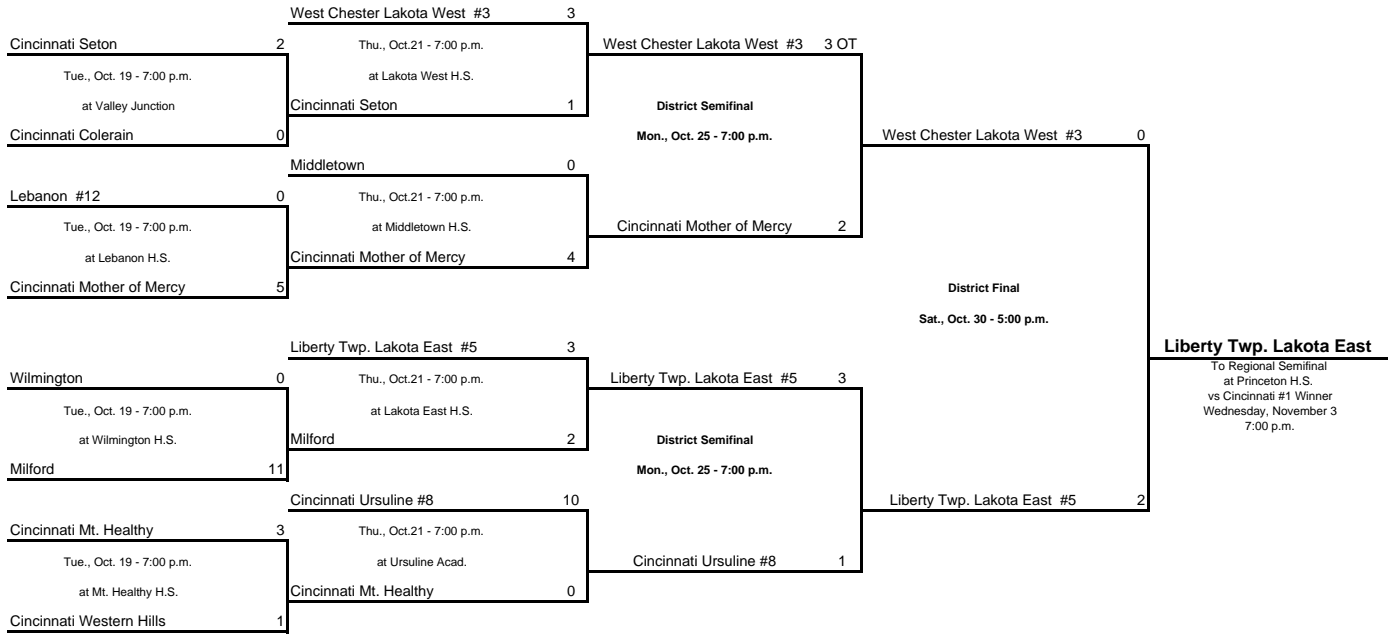 West Chester Lakota West #3 3
Cincinnati Seton 2
Thu., Oct.21 - 7:00 p.m.
West Chester Lakota West #3 3 OT
Tue., Oct. 19 - 7:00 p.m.
at Lakota West H.S.
at Valley Junction
Cincinnati Seton 1
District Semifinal
Cincinnati Colerain 0
Mon., Oct. 25 - 7:00 p.m.
West Chester Lakota West #3 0
Middletown 0
Lebanon #12 0
Thu., Oct.21 - 7:00 p.m.
Tue., Oct. 19 - 7:00 p.m.
at Middletown H.S.
Cincinnati Mother of Mercy 2
at Lebanon H.S.
Cincinnati Mother of Mercy 4
Cincinnati Mother of Mercy 5
District Final
Sat., Oct. 30 - 5:00 p.m.
Liberty Twp. Lakota East #5 3
Liberty Twp. Lakota East
To Regional Semifinal
at Princeton H.S.
vs Cincinnati #1 Winner
Wednesday, November 3
7:00 p.m.
Wilmington 0
Thu., Oct.21 - 7:00 p.m.
Liberty Twp. Lakota East #5 3
Tue., Oct. 19 - 7:00 p.m.
at Lakota East H.S.
at Wilmington H.S.
Milford 2
District Semifinal
Milford 11
Mon., Oct. 25 - 7:00 p.m.
Cincinnati Ursuline #8 10
Liberty Twp. Lakota East #5 2
Cincinnati Mt. Healthy 3
Thu., Oct.21 - 7:00 p.m.
Tue., Oct. 19 - 7:00 p.m.
at Ursuline Acad.
Cincinnati Ursuline #8 1
at Mt. Healthy H.S.
Cincinnati Mt. Healthy 0
Cincinnati Western Hills 1